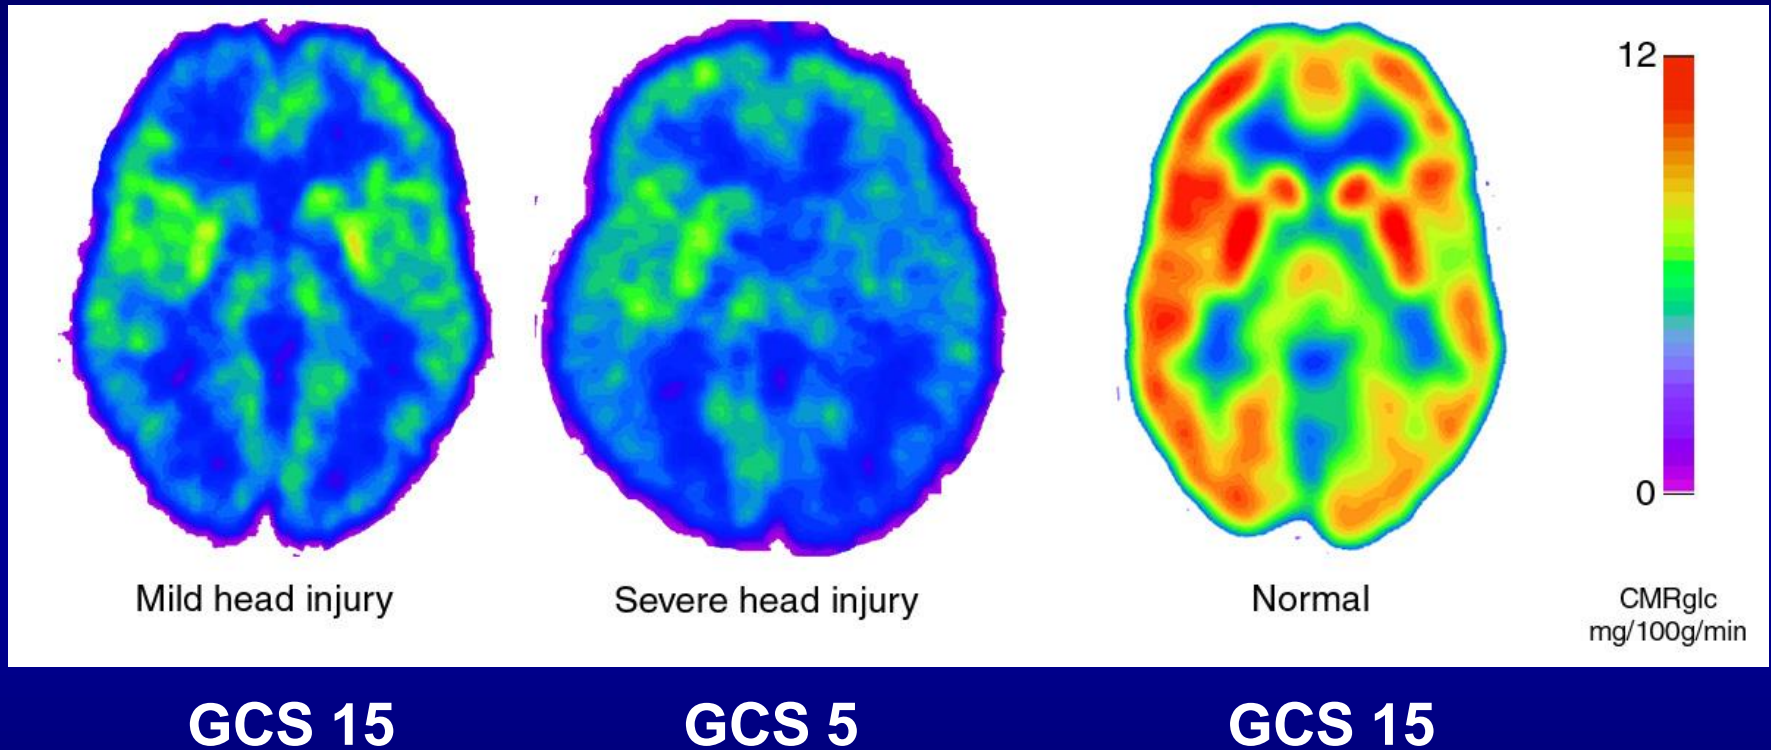 12
0
Mild head injury
Severe head injury
Normal
CMRglc
mg/100g/min
GCS 15
GCS 5
GCS 15